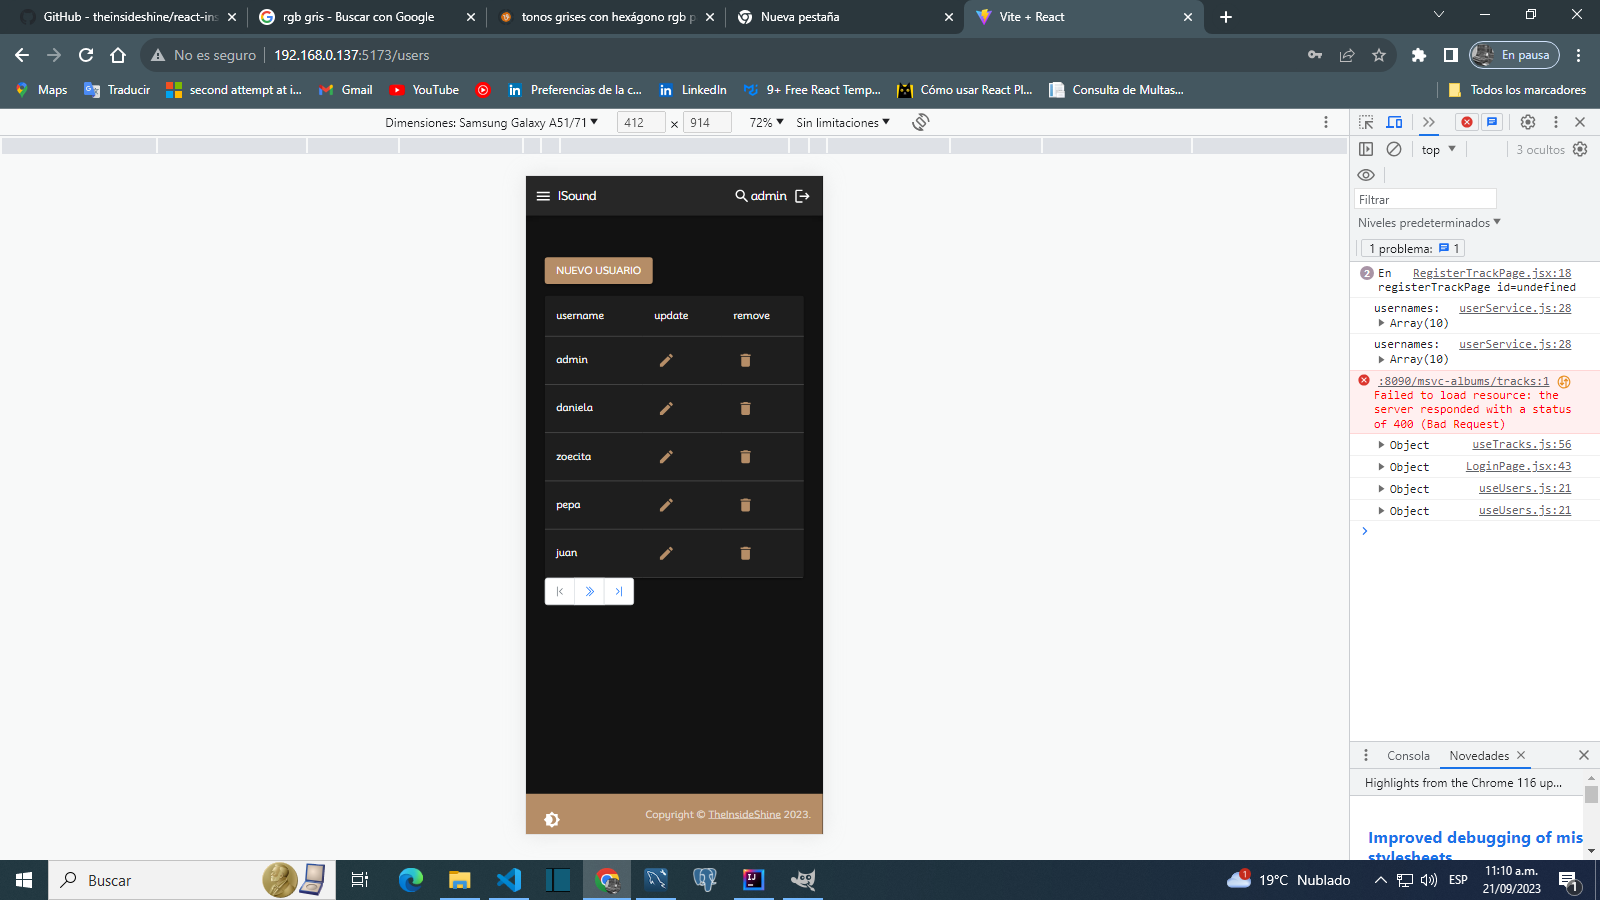 GitHub - theinsideshine/react-ins
rgb gris - Buscar con Google
tonos grises con hexágono rgb p
Nueva pestaña
Vite + React
No es seguro
192.168.0.137:5173/users
En pausa
Maps
Traducir
second attempt at i...
Gmail
YouTube
Preferencias de la c...
LinkedIn
9+ Free React Temp...
Cómo usar React Pl...
Consulta de Multas...
Todos los marcadores
Dimensiones: Samsung Galaxy A51/71
412 x 914
72%
Sin limitaciones
ISound
admin
NUEVO USUARIO
username update remove
admin
daniela
zoecita
pepa
juan
Copyright © TheInsideShine 2023.
top
3 ocultos
Filtrar
Niveles predeterminados
1 problema: 1
2 En RegisterTrackPage.jsx:18
registerTrackPage id=undefined
usernames: userService.js:28
Array(10)
usernames: userService.js:28
Array(10)
:8090/msvc-albums/tracks:1
Failed to load resource: the
server responded with a status
of 400 (Bad Request)
Object useTracks.js:56
Object LoginPage.jsx:43
Object useUsers.js:21
Object useUsers.js:21
Consola
Novedades
Highlights from the Chrome 116 up...
Improved debugging of mis
stylesheets
Buscar
1
19°C Nublado
ESP
11:10 a.m.
21/09/2023
1